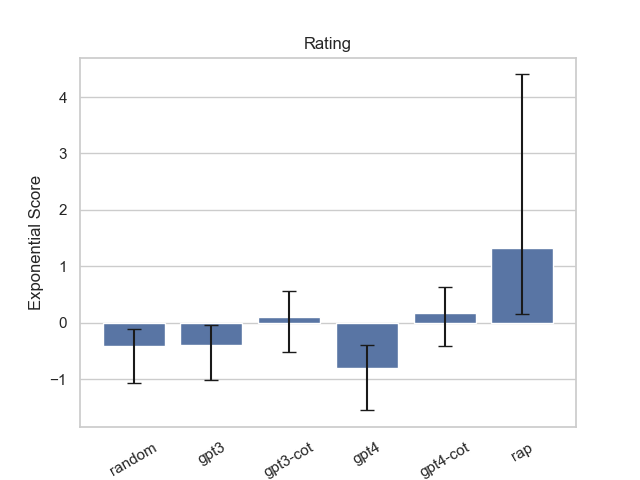 Rating
Exponential Score
4
3
2
1
0
−1
random
gpt3
gpt3-cot
gpt4
gpt4-cot
rap